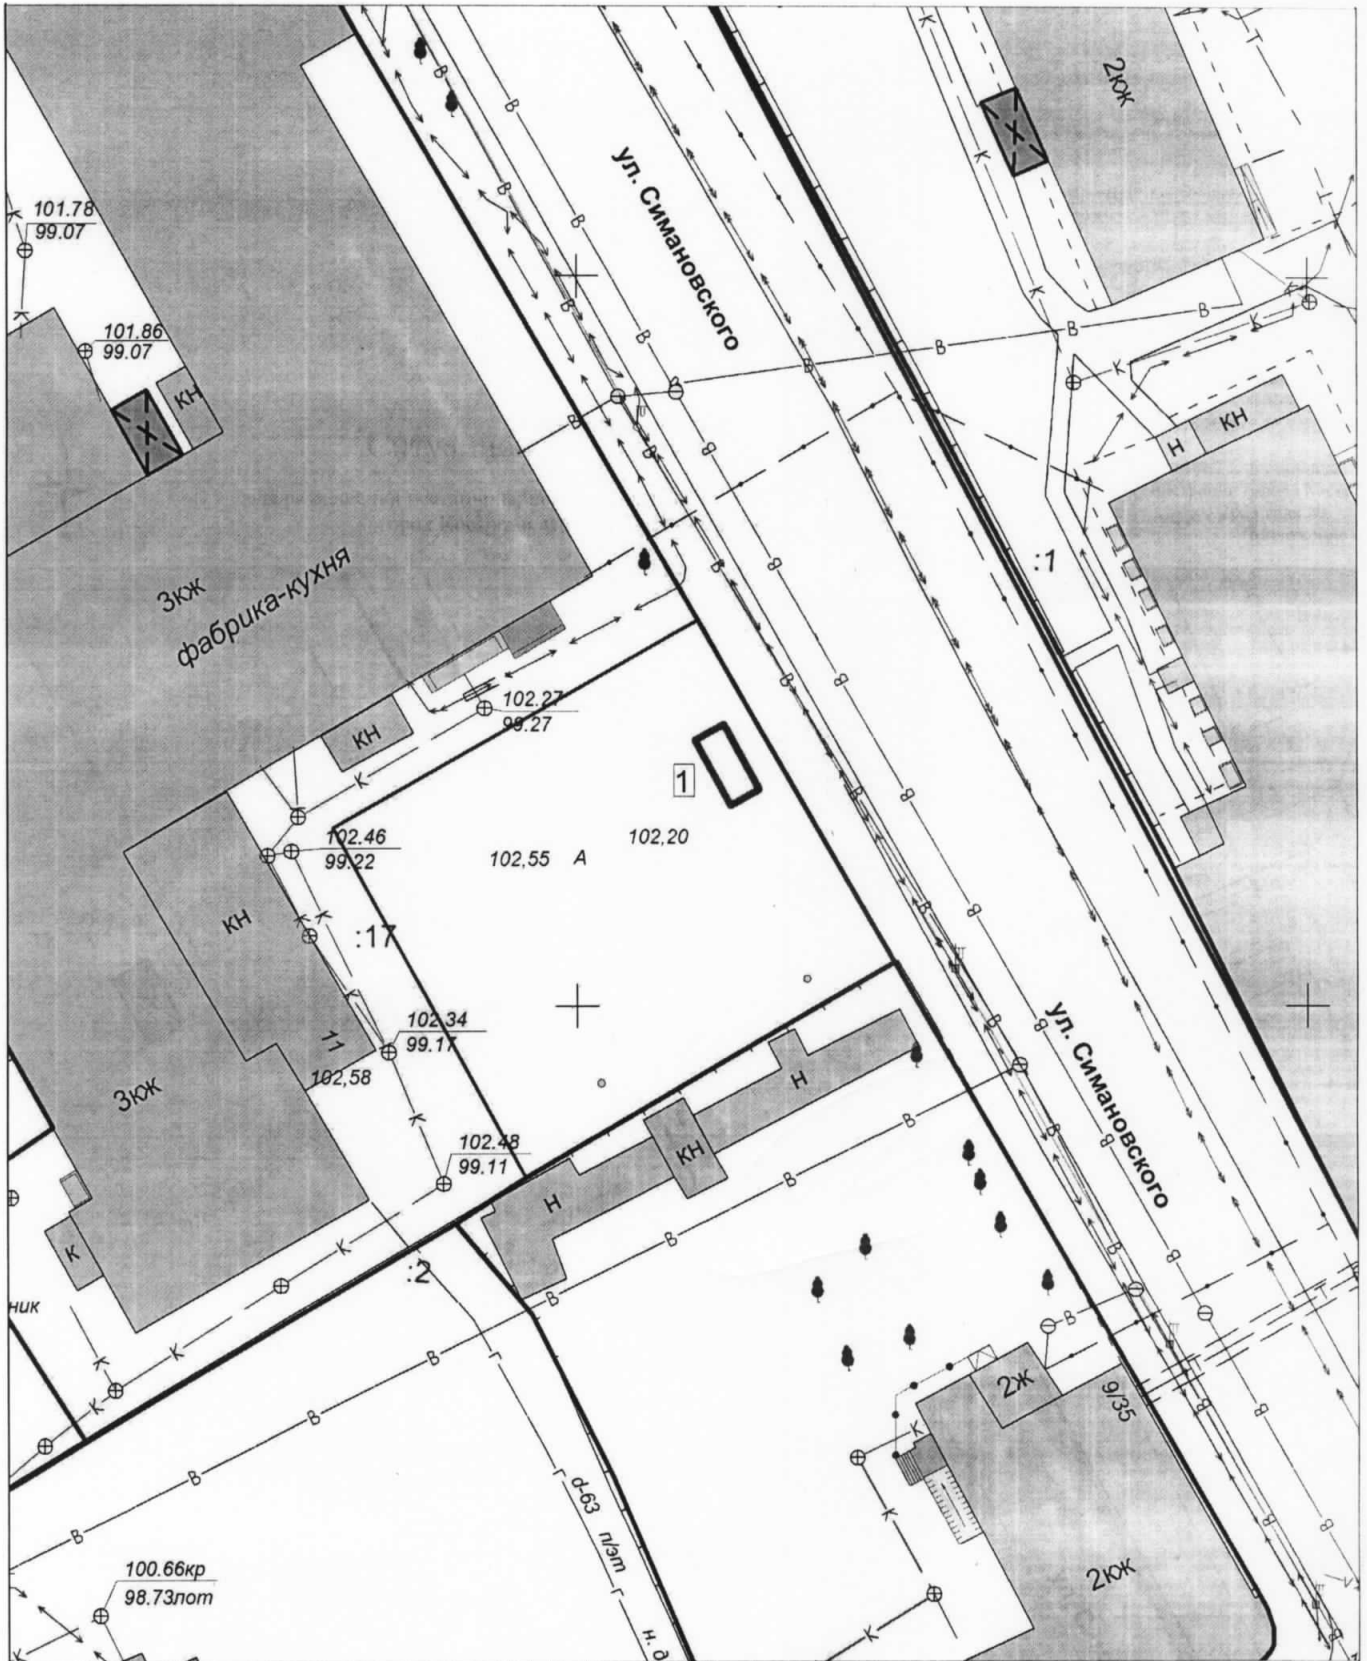 2кж
ул. Симановского
101.78
99.07
101.86
99.07
кн
н
кн
:1
3кж
фабрика-кухня
102.27
99.27
кн
1
102.46
99.22
102,55 А
102,20
кн
:17
11
102.34
99.17
102,58
3кж
н
кн
н
102.48
99.11
ул. Симановского
:2
к
ник
2ж
9/35
d-63 п/эт
2кж
100.66кр
98.73лот
н. д